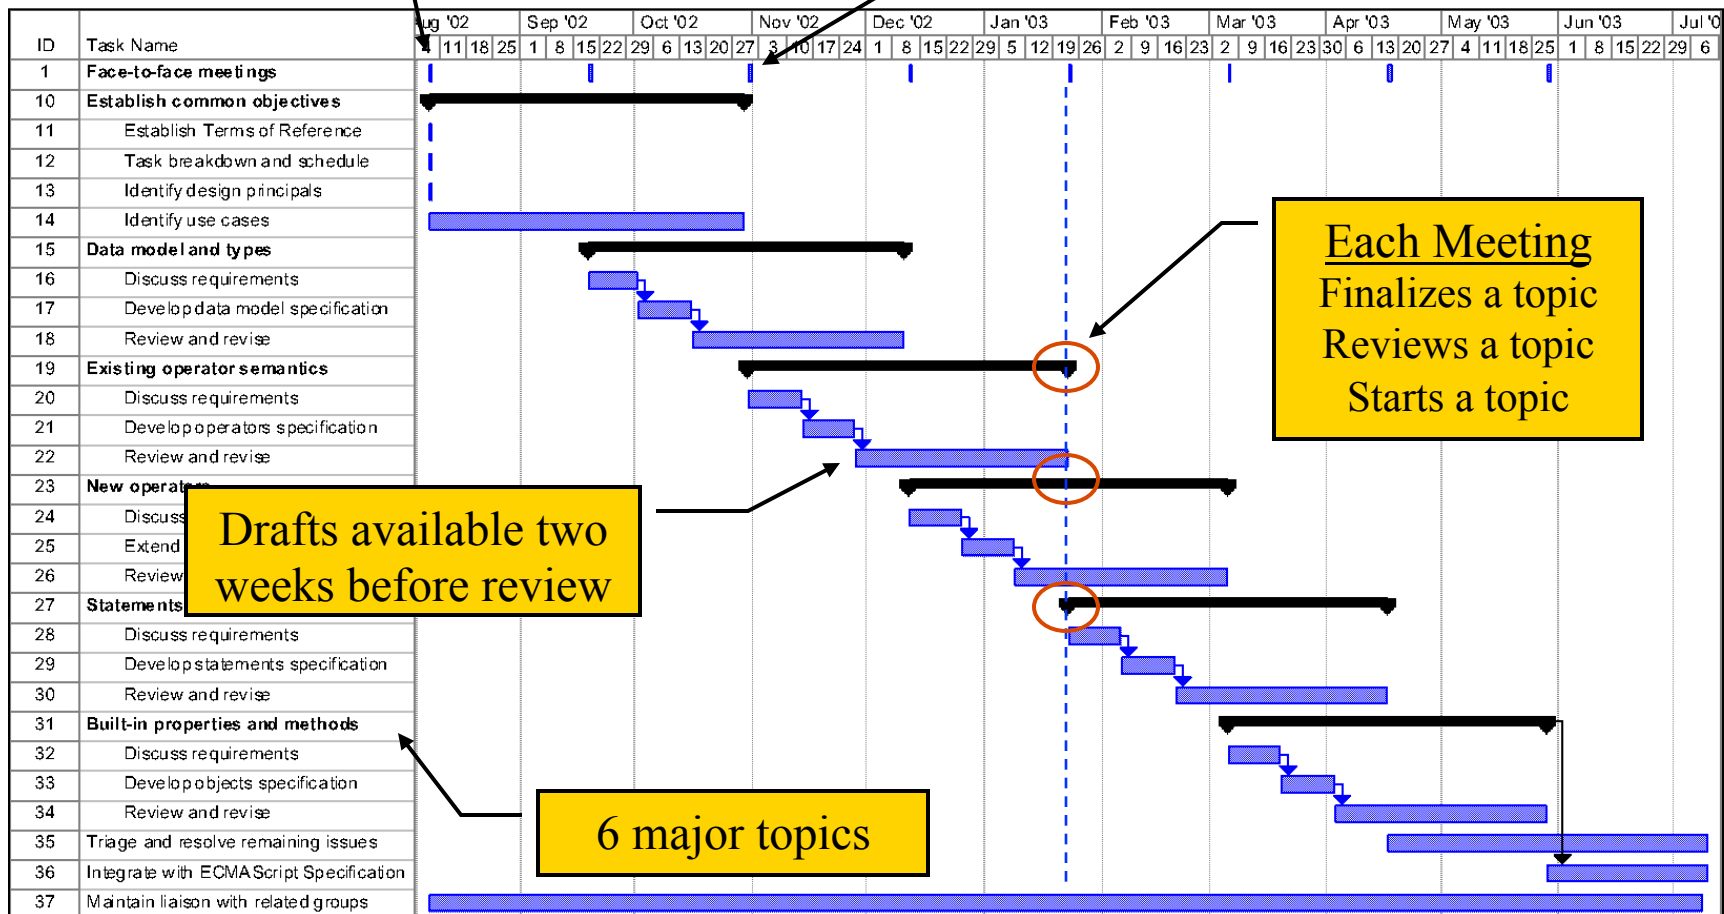 ug '02 Sep '02 Oct '02 Nov '02 Dec '02 Jan '03 Feb '03 Mar '03 Apr '03 May '03 Jun '03 Jul '0
ID Task Name 4 11 18 25 1 8 15 22 29 6 13 20 27 3 10 17 24 1 8 15 22 29 5 12 19 26 2 9 16 23 2 9 16 23 30 6 13 20 27 4 11 18 25 1 8 15 22 29 6
1 Face-to-face meetings
10 Establish common objectives
11 Establish Terms of Reference
12 Task breakdown and schedule
13 Identify design principals
14 Identify use cases
15 Data model and types
16 Discuss requirements
17 Develop data model specification
18 Review and revise
19 Existing operator semantics
20 Discuss requirements
21 Develop operators specification
22 Review and revise
23 New operators
24 Discuss
25 Extend
26 Review
27 Statements
28 Discuss requirements
29 Develop statements specification
30 Review and revise
31 Built-in properties and methods
32 Discuss requirements
33 Develop objects specification
34 Review and revise
35 Triage and resolve remaining issues
36 Integrate with ECMAScript Specification
37 Maintain liaison with related groups
Each Meeting
Finalizes a topic
Reviews a topic
Starts a topic
Drafts available two
weeks before review
6 major topics